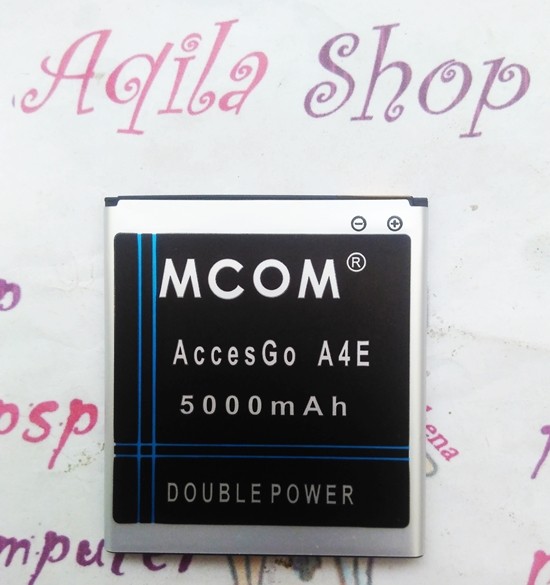 Aqila Shop
⊖ ⊕
MCOM®
AccesGo A4E
5000mAh
DOUBLE POWER